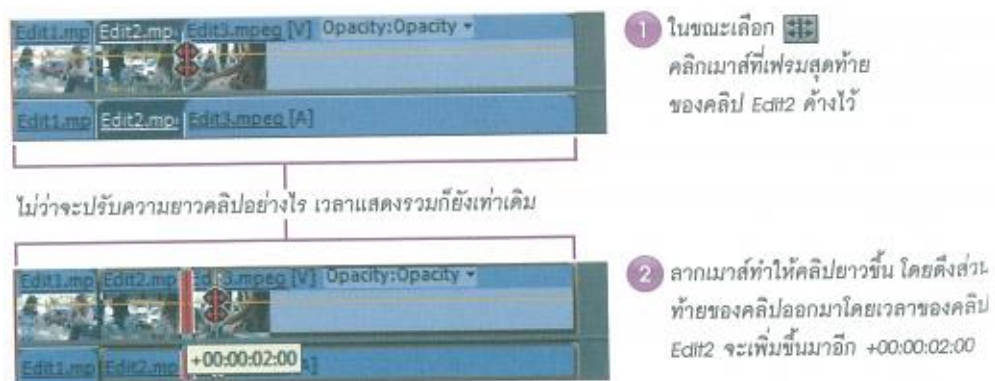 Edit1.mp Edit2.mp Edit3.mpeg [V] Opacity:Opacity
Edit1.mp Edit2.mp Edit3.mpeg [A]
1 ในขณะเลือก
คลิกเมาส์ที่เฟรมสุดท้าย
ของคลิป Edit2 ค้างไว้
ไม่ว่าจะปรับความยาวคลิปอย่างไร เวลาแสดงรวมก็ยังเท่าเดิม
Edit1.mp Edit2.mp Edit3.mpeg [V] Opacity:Opacity
Edit1.mp Edit2.mp +00:00:02:00
2 ลากเมาส์ทำให้คลิปยาวขึ้น โดยดึงส่วน
ท้ายของคลิปออกมาโดยเวลาของคลิป
Edit2 จะเพิ่มขึ้นมาอีก +00:00:02:00